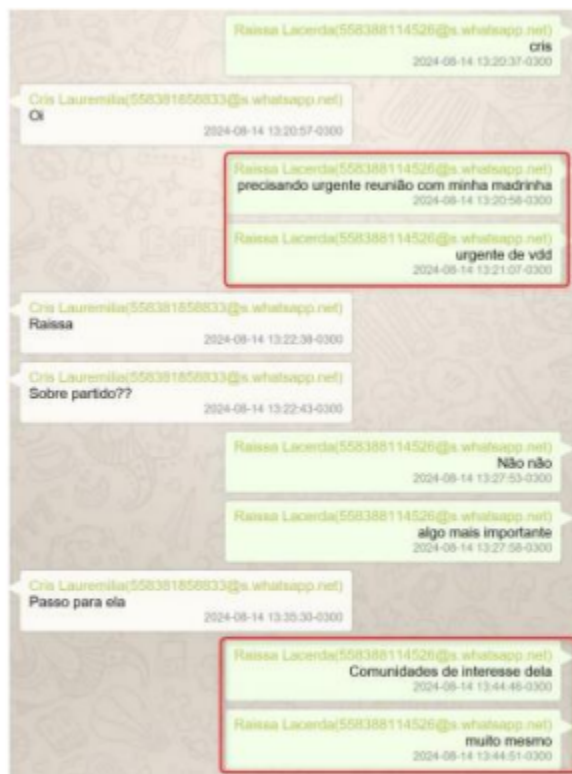 Raissa Lacerda(558388114526@s.whatsapp.net)
cris
2024-08-14 13:20:37-0300
Cris Lauremilia(558381858833@s.whatsapp.net)
Oi
2024-08-14 13:20:57-0300
Raissa Lacerda(558388114526@s.whatsapp.net)
precisando urgente reunião com minha madrinha
2024-08-14 13:20:58-0300
Raissa Lacerda(558388114526@s.whatsapp.net)
urgente de vdd
2024-08-14 13:21:07-0300
Cris Lauremilia(558381858833@s.whatsapp.net)
Raissa
2024-08-14 13:22:38-0300
Cris Lauremilia(558381858833@s.whatsapp.net)
Sobre partido??
2024-08-14 13:22:43-0300
Raissa Lacerda(558388114526@s.whatsapp.net)
Não não
2024-08-14 13:27:53-0300
Raissa Lacerda(558388114526@s.whatsapp.net)
algo mais importante
2024-08-14 13:27:58-0300
Cris Lauremilia(558381858833@s.whatsapp.net)
Passo para ela
2024-08-14 13:35:30-0300
Raissa Lacerda(558388114526@s.whatsapp.net)
Comunidades de interesse dela
2024-08-14 13:44:46-0300
Raissa Lacerda(558388114526@s.whatsapp.net)
muito mesmo
2024-08-14 13:44:51-0300